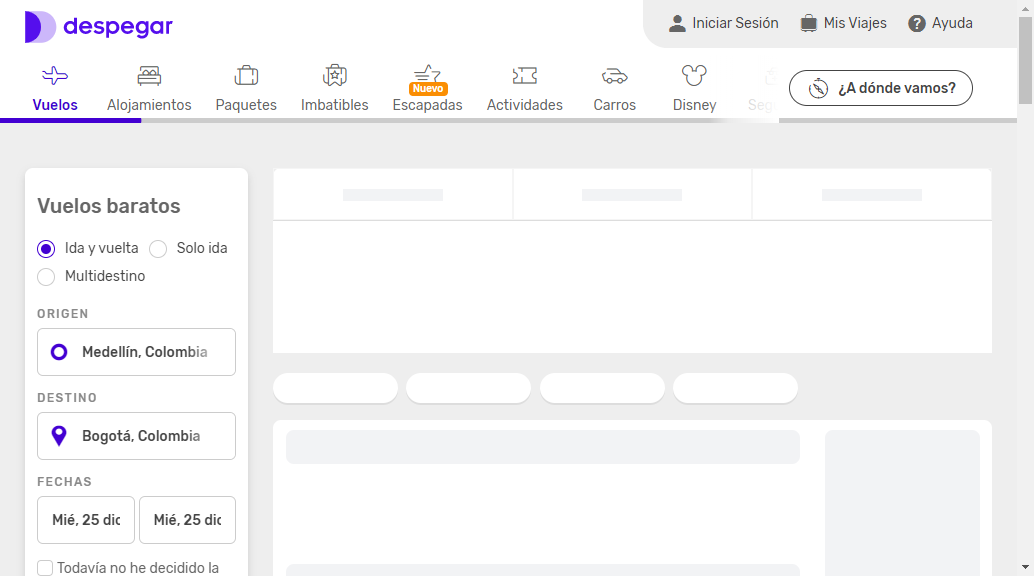 despegar
Iniciar Sesión
Mis Viajes
Ayuda
Vuelos
Alojamientos
Paquetes
Imbatibles
Nuevo
Escapadas
Actividades
Carros
Disney
¿A dónde vamos?
Vuelos baratos
Ida y vuelta
Solo ida
Multidestino
ORIGEN
Medellín, Colombia
DESTINO
Bogotá, Colombia
FECHAS
Mié, 25 dic
Mié, 25 dic
Todavía no he decidido la